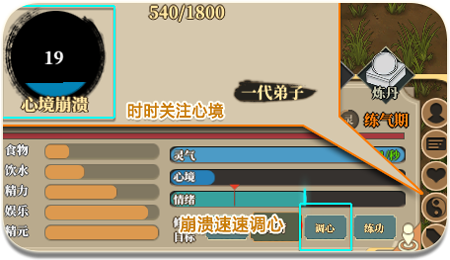 540/1800
19
心境崩溃
时时关注心境
一代弟子
炼丹
灵
练气期
食物
饮水
精力
娱乐
精元
灵气
/秒
心境
情绪
崩溃速速调心
目标
调心
练功